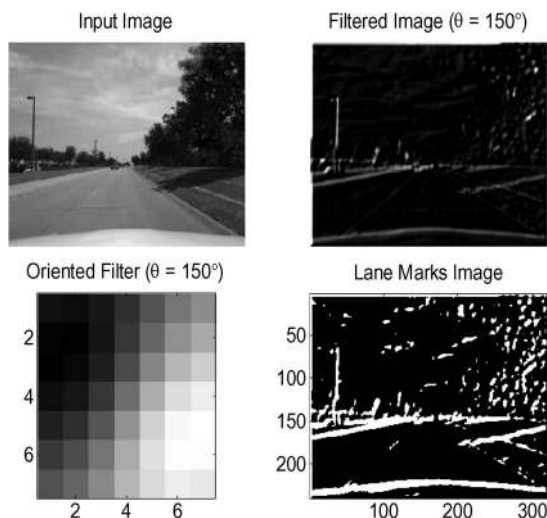 Input Image
Filtered Image (θ = 150°)
Oriented Filter (θ = 150°)
Lane Marks Image
2
4
6
2 4 6
50
100
150
200
100 200 300